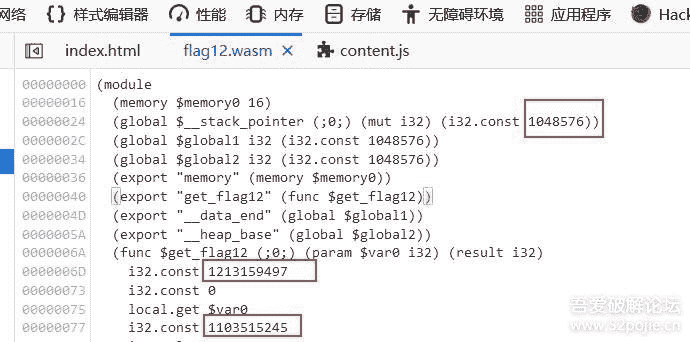 网络 {} 样式编辑器 性能 内存 存储 无障碍环境 应用程序 Hac
index.html flag12.wasm × content.js
00000000 (module
00000016 (memory $memory0 16)
00000024 (global $__stack_pointer (;0;) (mut i32) (i32.const 1048576))
0000002C (global $global1 i32 (i32.const 1048576))
00000034 (global $global2 i32 (i32.const 1048576))
00000036 (export "memory" (memory $memory0))
00000040 (export "get_flag12" (func $get_flag12))
0000004D (export "__data_end" (global $global1))
0000005A (export "__heap_base" (global $global2))
0000006A (func $get_flag12 (;0;) (param $var0 i32) (result i32)
0000006D i32.const 1213159497
00000073 i32.const 0
00000075 local.get $var0
00000077 i32.const 1103515245
吾爱破解论坛
www.52pojie.cn